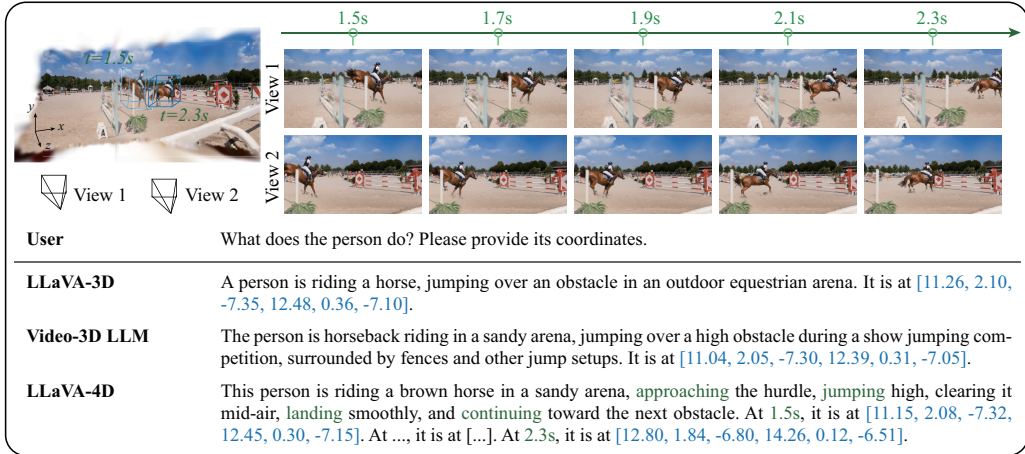 1.5s 1.7s 1.9s 2.1s 2.3s
t=1.5s
t=2.3s
y
x
z
A
View 1
View 2
View 1 View 2
A
User What does the person do? Please provide its coordinates.
LLaVA-3D A person is riding a horse, jumping over an obstacle in an outdoor equestrian arena. It is at [11.26, 2.10,
-7.35, 12.48, 0.36, -7.10].
Video-3D LLM The person is horseback riding in a sandy arena, jumping over a high obstacle during a show jumping com-
petition, surrounded by fences and other jump setups. It is at [11.04, 2.05, -7.30, 12.39, 0.31, -7.05].
LLaVA-4D This person is riding a brown horse in a sandy arena, approaching the hurdle, jumping high, clearing it
mid-air, landing smoothly, and continuing toward the next obstacle. At 1.5s, it is at [11.15, 2.08, -7.32,
12.45, 0.30, -7.15]. At ..., it is at [...]. At 2.3s, it is at [12.80, 1.84, -6.80, 14.26, 0.12, -6.51].